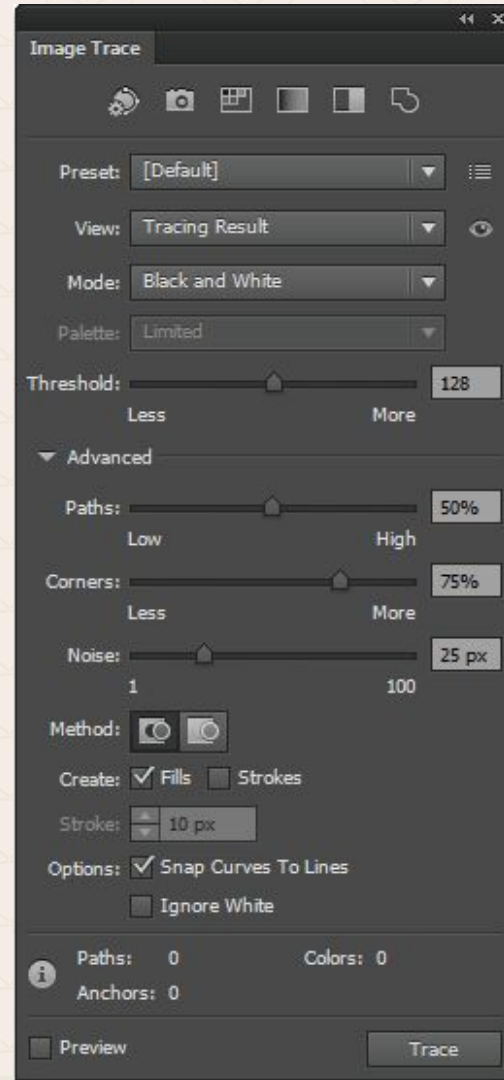 Image Trace
Preset: [Default]
View: Tracing Result
Mode: Black and White
Palette: Limited
Threshold: 128
Less More
Advanced
Paths: 50%
Low High
Corners: 75%
Less More
Noise: 25 px
1 100
Method:
Create: Fills Strokes
Stroke: 10 px
Options: Snap Curves To Lines
Ignore White
Paths: 0 Colors: 0
Anchors: 0
Preview Trace